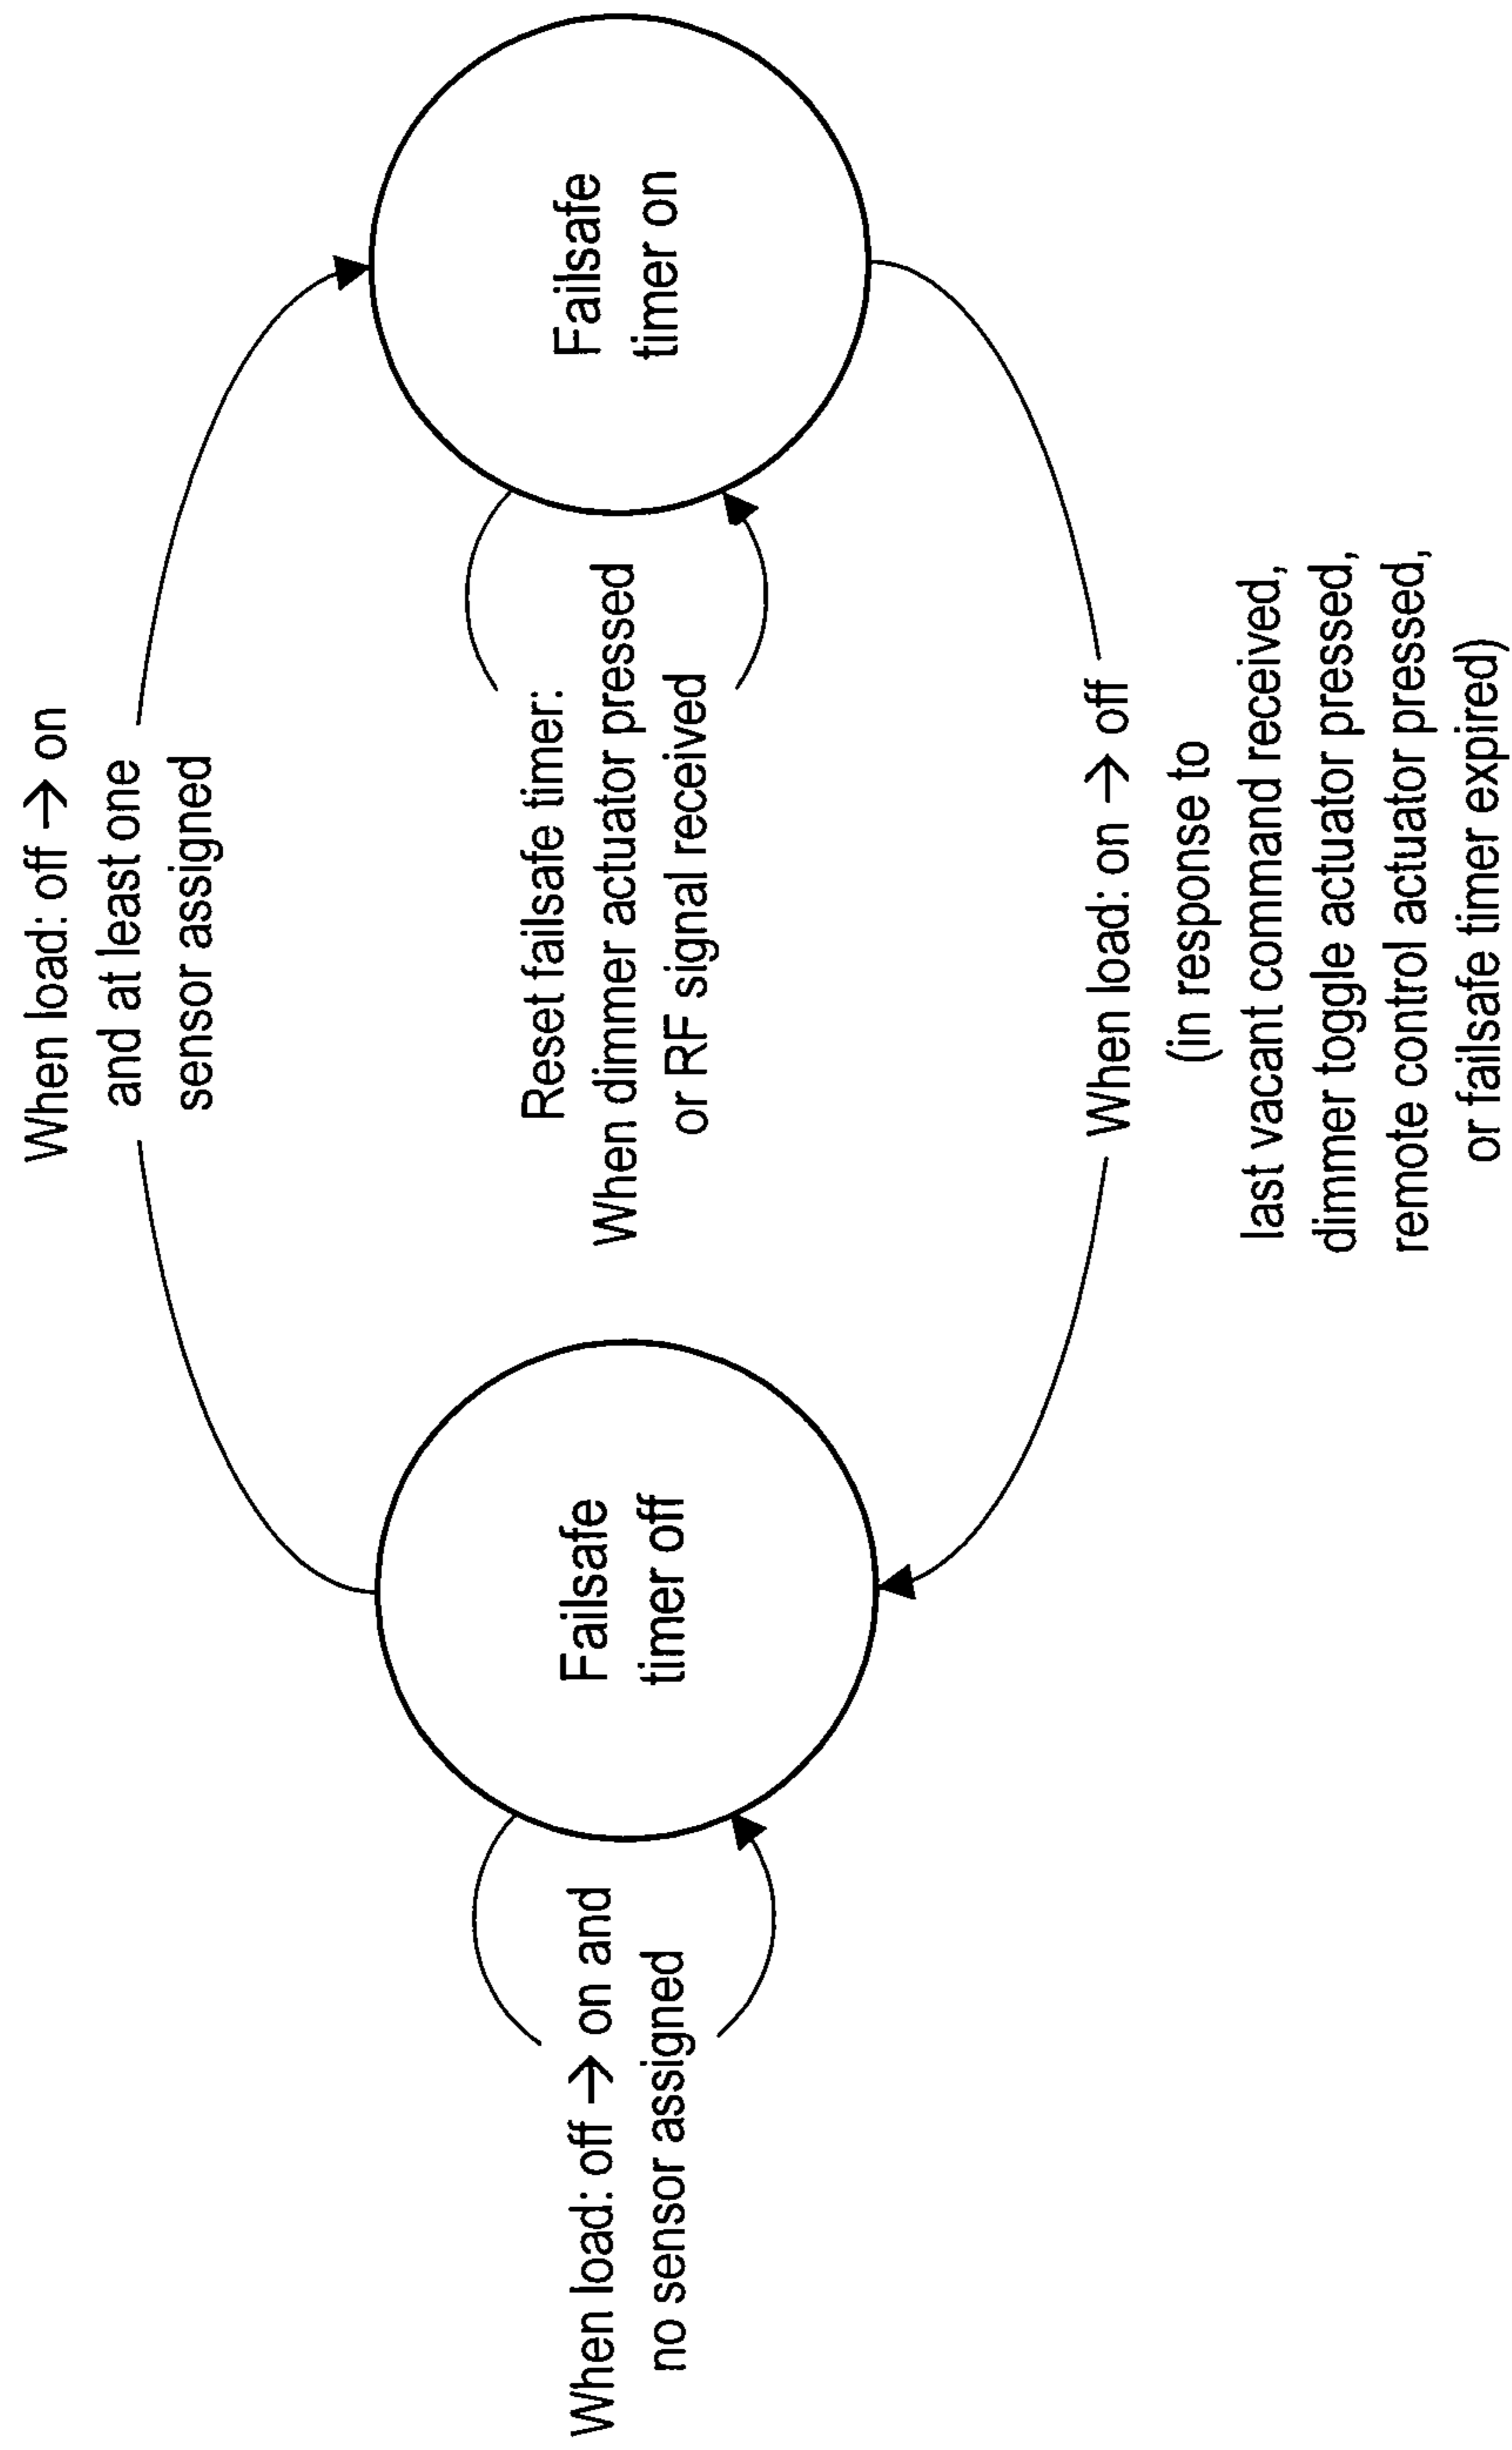 When load: off → on
and at least one
sensor assigned
When load: off → on and
no sensor assigned
Failsafe
timer off
Reset failsafe timer:
When dimmer actuator pressed
or RF signal received
Failsafe
timer on
When load: on → off
(in response to
last vacant command received,
dimmer toggle actuator pressed,
remote control actuator pressed,
or failsafe timer expired)